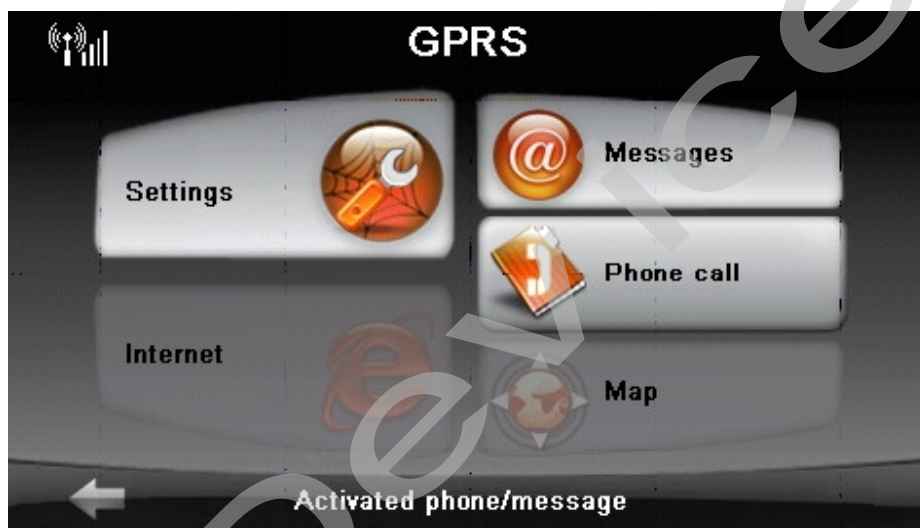 GPRS
Settings
Messages
Phone call
Internet
Map
Activated phone/message